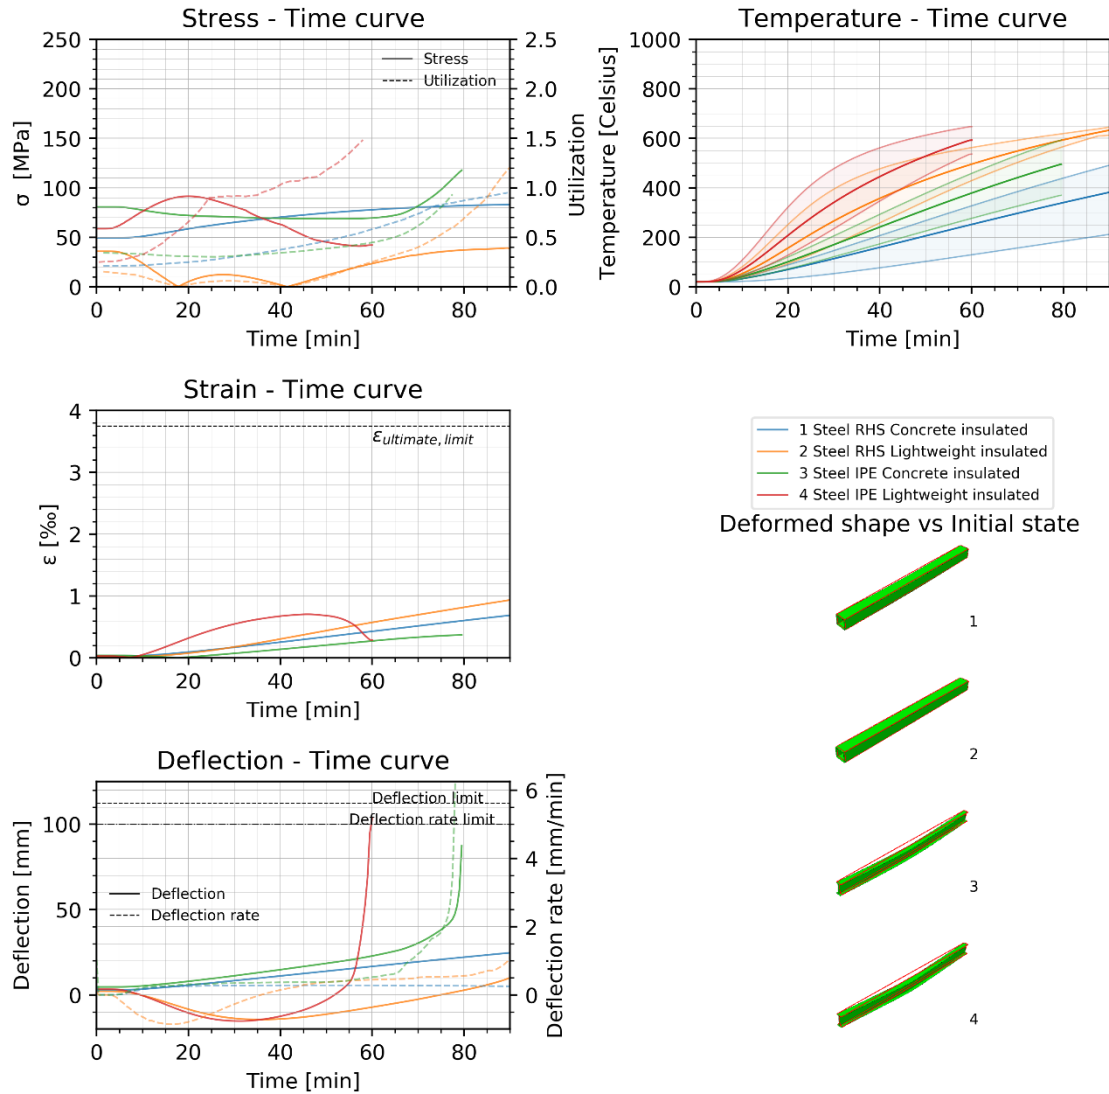 Stress - Time curve
250
200
150
100
50
0
σ [MPa]
Stress
Utilization
2.5
2.0
1.5
1.0
0.5
0.0
Utilization
0 20 40 60 80
Time [min]
Temperature - Time curve
1000
800
600
400
200
0
Temperature [Celsius]
0 20 40 60 80
Time [min]
Strain - Time curve
4
3
2
1
0
ε [‰]
ε ultimate, limit
0 20 40 60 80
Time [min]
1 Steel RHS Concrete insulated
2 Steel RHS Lightweight insulated
3 Steel IPE Concrete insulated
4 Steel IPE Lightweight insulated
Deformed shape vs Initial state
1
2
3
4
Deflection - Time curve
100
50
0
Deflection [mm]
Deflection limit
Deflection rate limit
Deflection
Deflection rate
6
4
2
0
Deflection rate [mm/min]
0 20 40 60 80
Time [min]